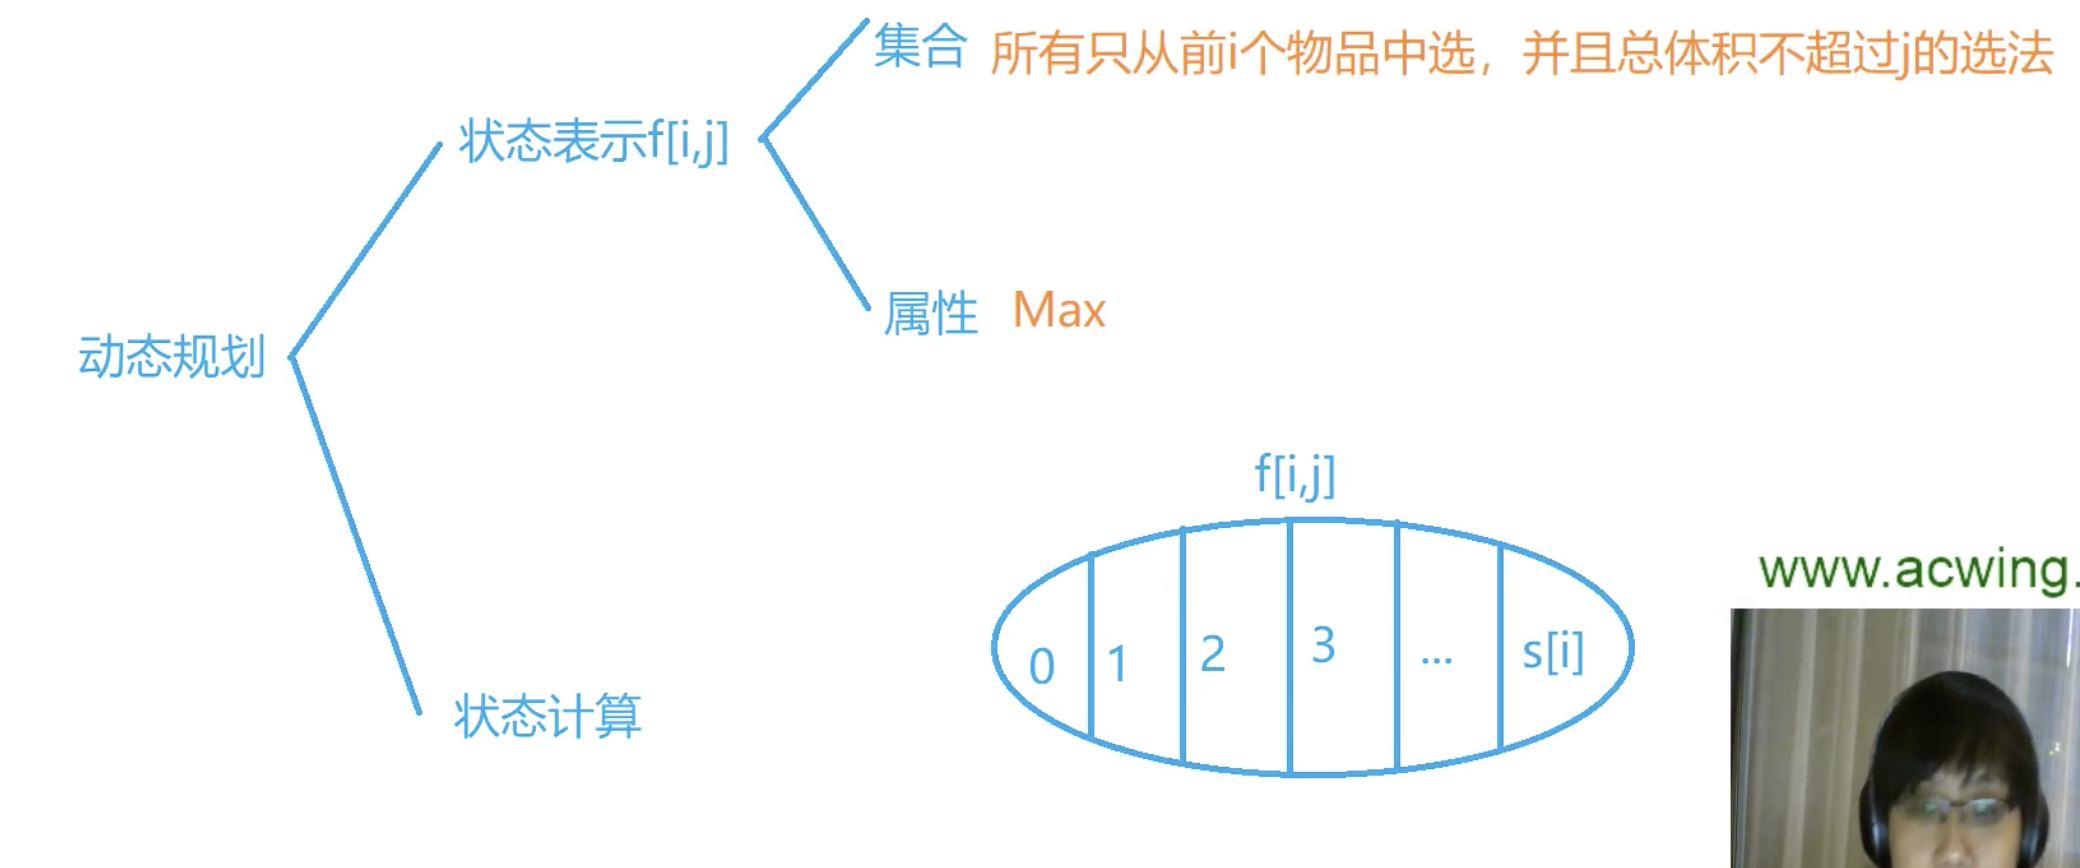 集合 所有只从前i个物品中选，并且总体积不超过j的选法
状态表示f[i,j]
属性 Max
动态规划
f[i,j]
0 1 2 3 ... s[i]
状态计算
www.acwing.